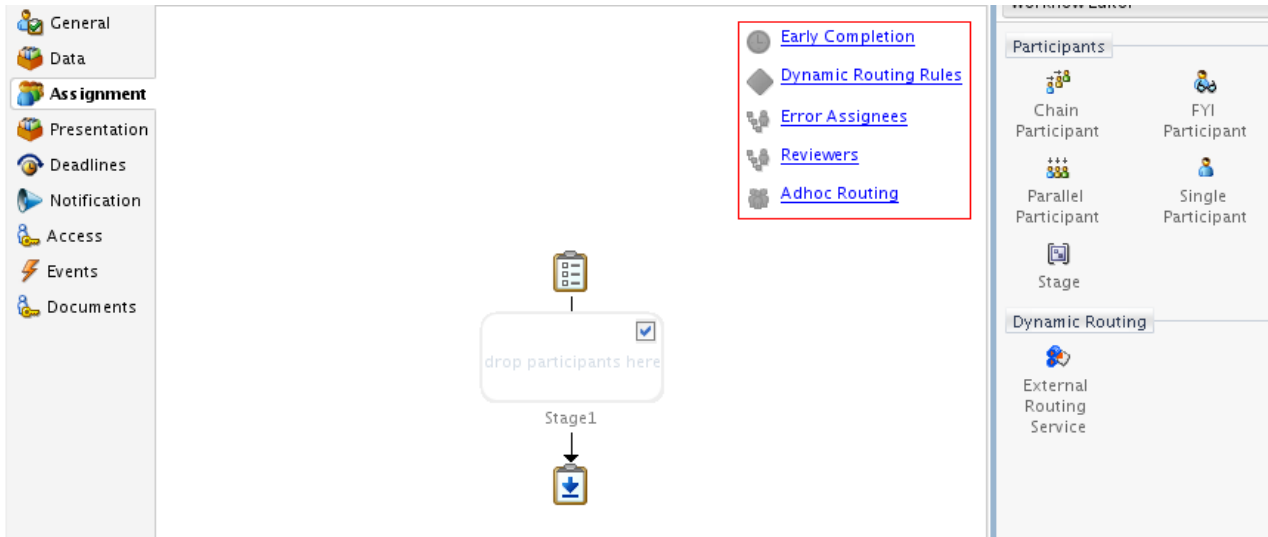 General
Data
Assignment
Presentation
Deadlines
Notification
Access
Events
Documents
Early Completion
Dynamic Routing Rules
Error Assignees
Reviewers
Adhoc Routing
drop participants here
Stage1
Workflow Editor
Participants
Chain
Participant
FYI
Participant
Parallel
Participant
Single
Participant
Stage
Dynamic Routing
External
Routing
Service